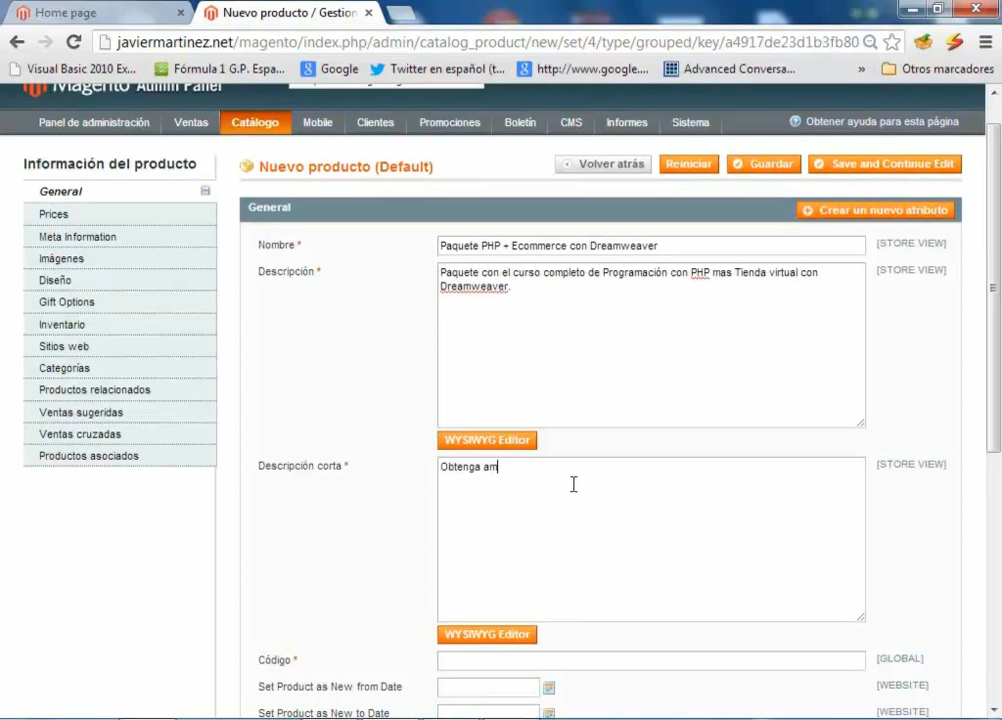 Home page
Nuevo producto / Gestion
javiermartinez.net/magento/index.php/admin/catalog_product/new/set/4/type/grouped/key/a4917de23d1b3fb80
Visual Basic 2010 Ex...
Fórmula 1 G.P. Espa...
Google
Twitter en español (t...
http://www.google....
Advanced Conversa...
»
Otros marcadores
Magento Admin Panel
Panel de administración
Ventas
Catálogo
Mobile
Clientes
Promociones
Boletín
CMS
Informes
Sistema
Obtener ayuda para esta página
Información del producto
General
Prices
Meta Information
Imágenes
Diseño
Gift Options
Inventario
Sitios web
Categorías
Productos relacionados
Ventas sugeridas
Ventas cruzadas
Productos asociados
Nuevo producto (Default)
Volver atrás
Reiniciar
Guardar
Save and Continue Edit
General
Crear un nuevo atributo
Nombre *
Paquete PHP + Ecommerce con Dreamweaver
[STORE VIEW]
Descripción *
Paquete con el curso completo de Programación con PHP mas Tienda virtual con
Dreamweaver.
[STORE VIEW]
WYSIWYG Editor
Descripción corta *
Obtenga am
[STORE VIEW]
WYSIWYG Editor
Código *
[GLOBAL]
Set Product as New from Date
[WEBSITE]
Set Product as New to Date
[WEBSITE]